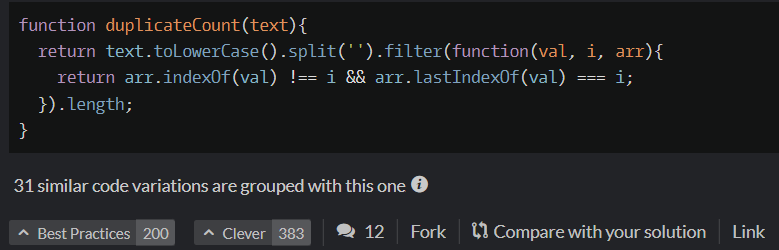 function duplicateCount(text){
  return text.toLowerCase().split('').filter(function(val, i, arr){
    return arr.indexOf(val) !== i && arr.lastIndexOf(val) === i;
  }).length;
}
31 similar code variations are grouped with this one
Best Practices 200 Clever 383 12 Fork Compare with your solution Link